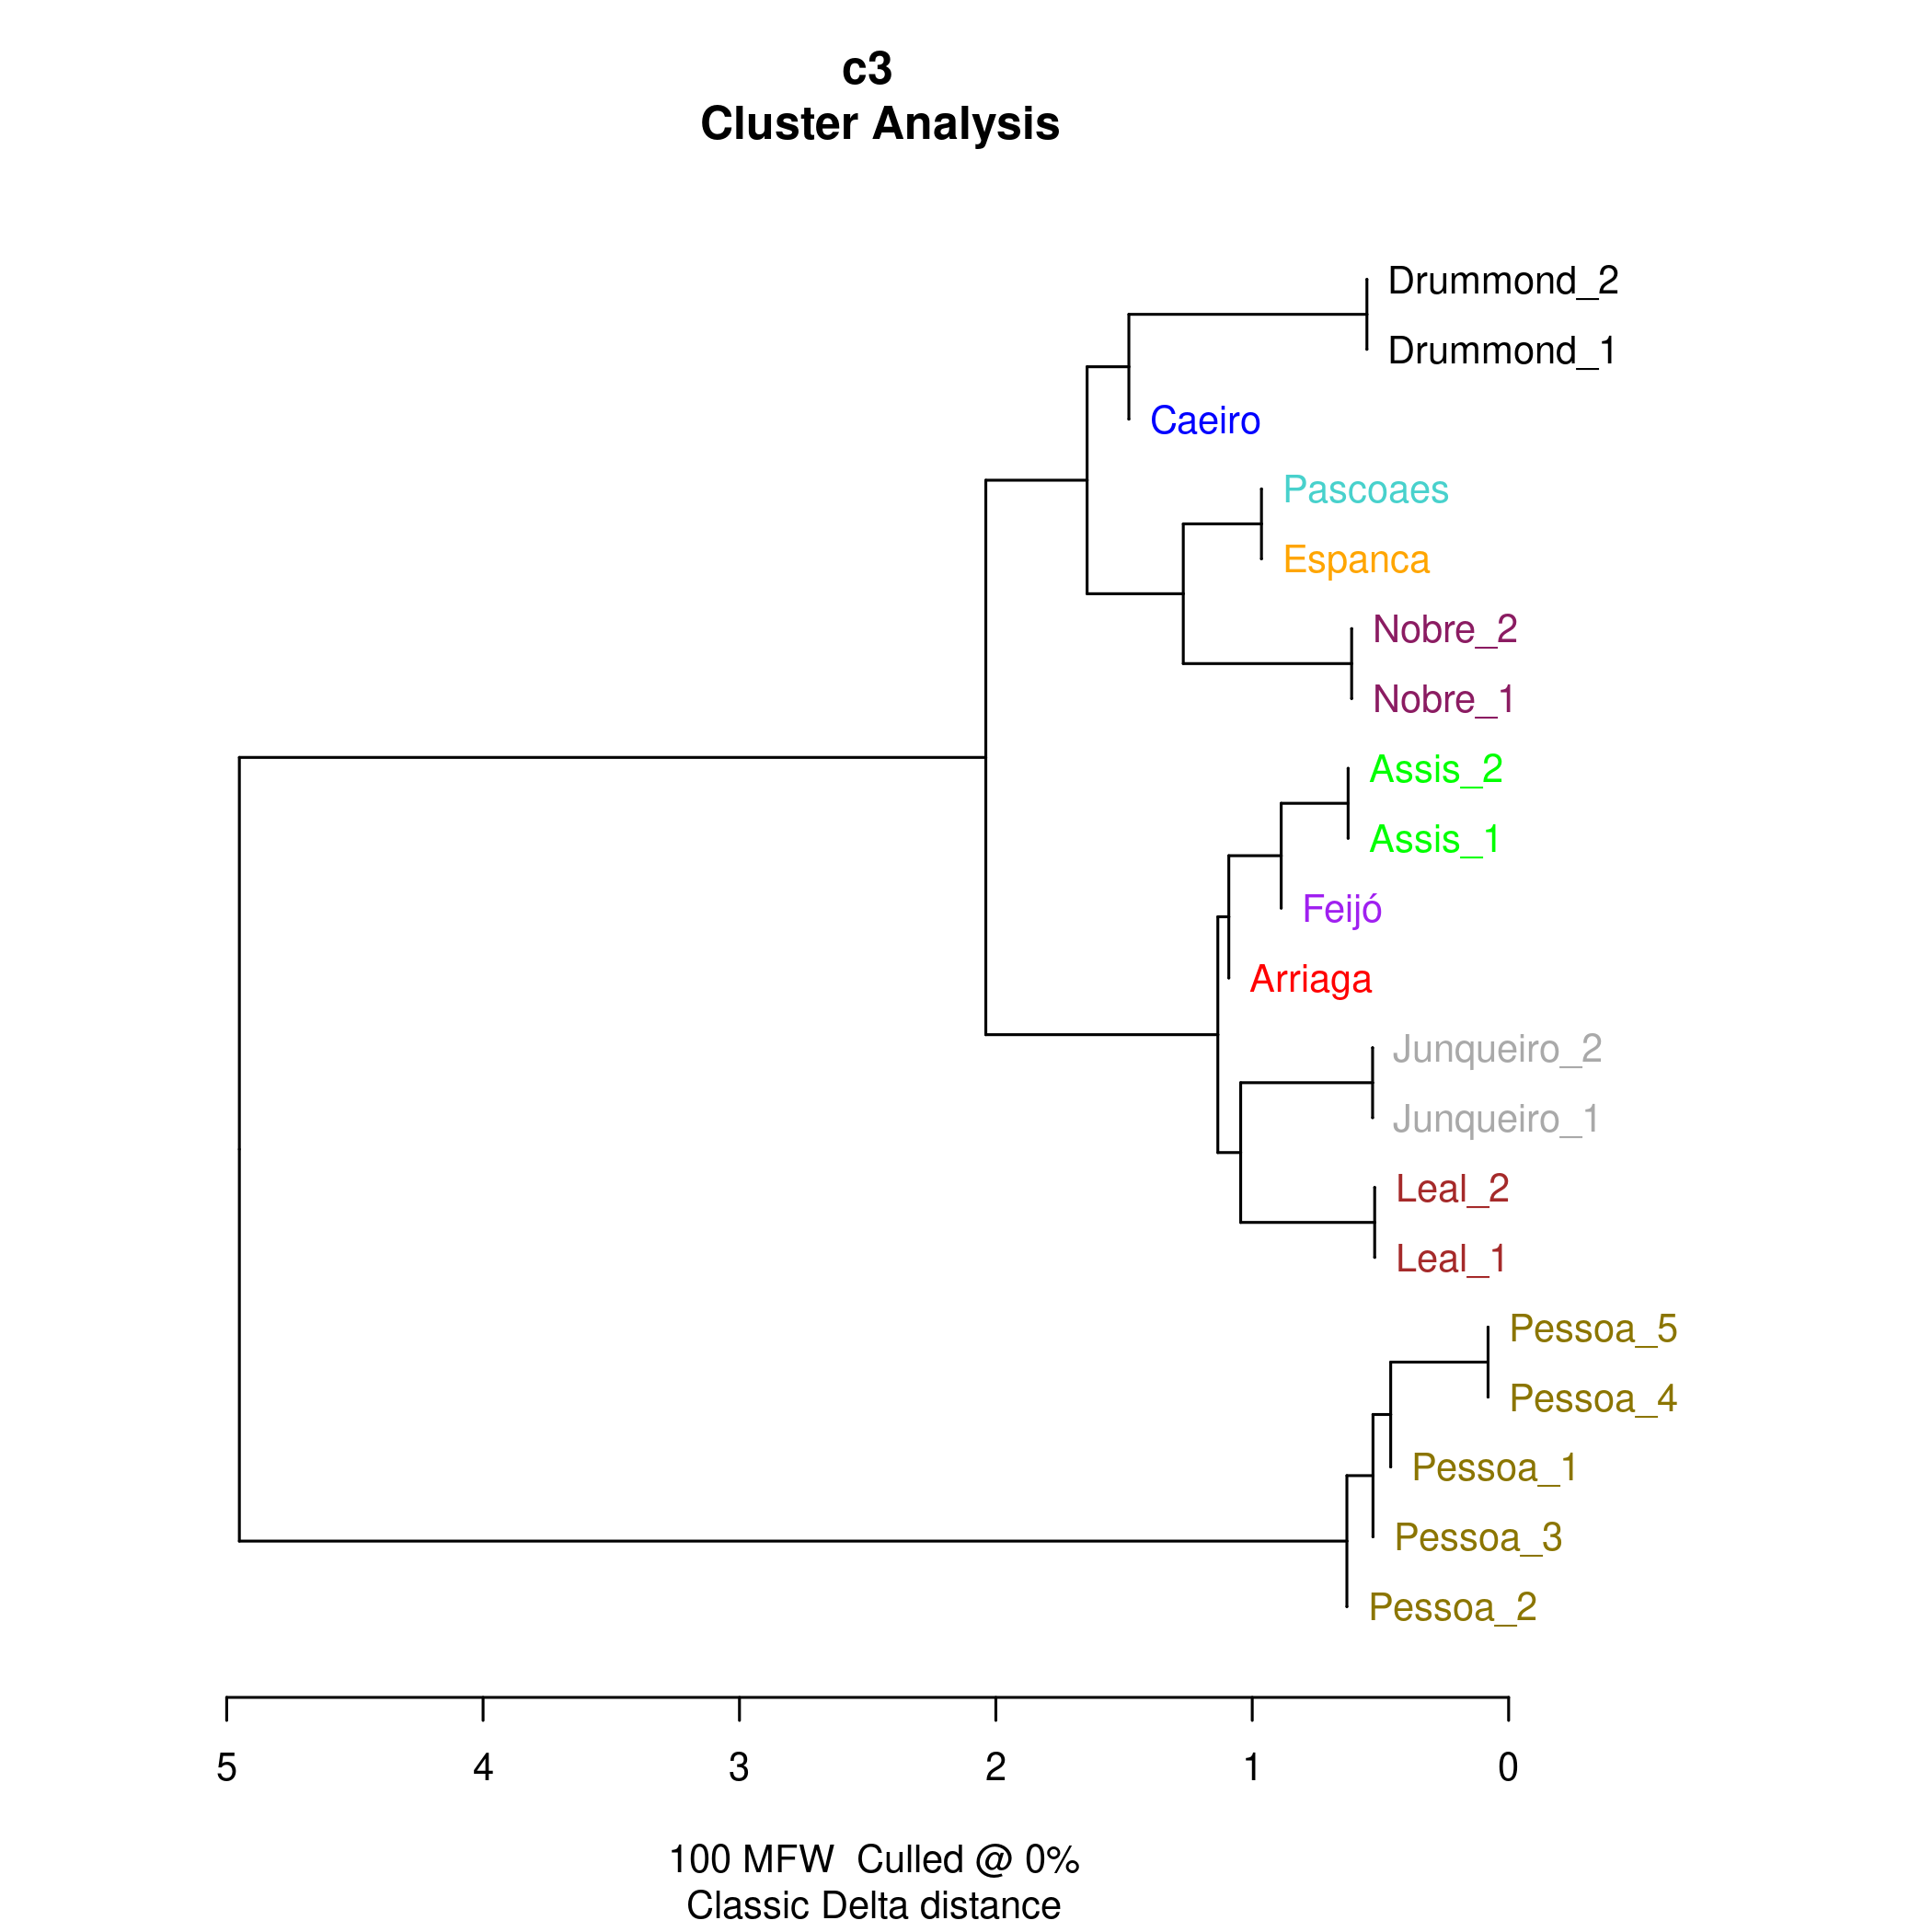 c3
Cluster Analysis
Drummond_2
Drummond_1
Caeiro
Pascoaes
Espanca
Nobre_2
Nobre_1
Assis_2
Assis_1
Feijó
Arriaga
Junqueiro_2
Junqueiro_1
Leal_2
Leal_1
Pessoa_5
Pessoa_4
Pessoa_1
Pessoa_3
Pessoa_2
5 4 3 2 1 0
100 MFW  Culled @ 0%
Classic Delta distance